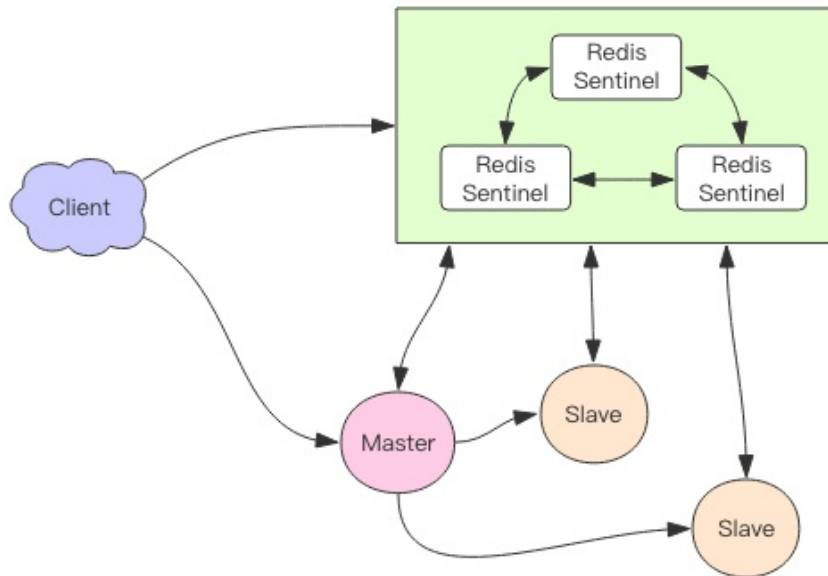 Redis
Sentinel
Redis
Sentinel
Redis
Sentinel
Client
Slave
Master
Slave